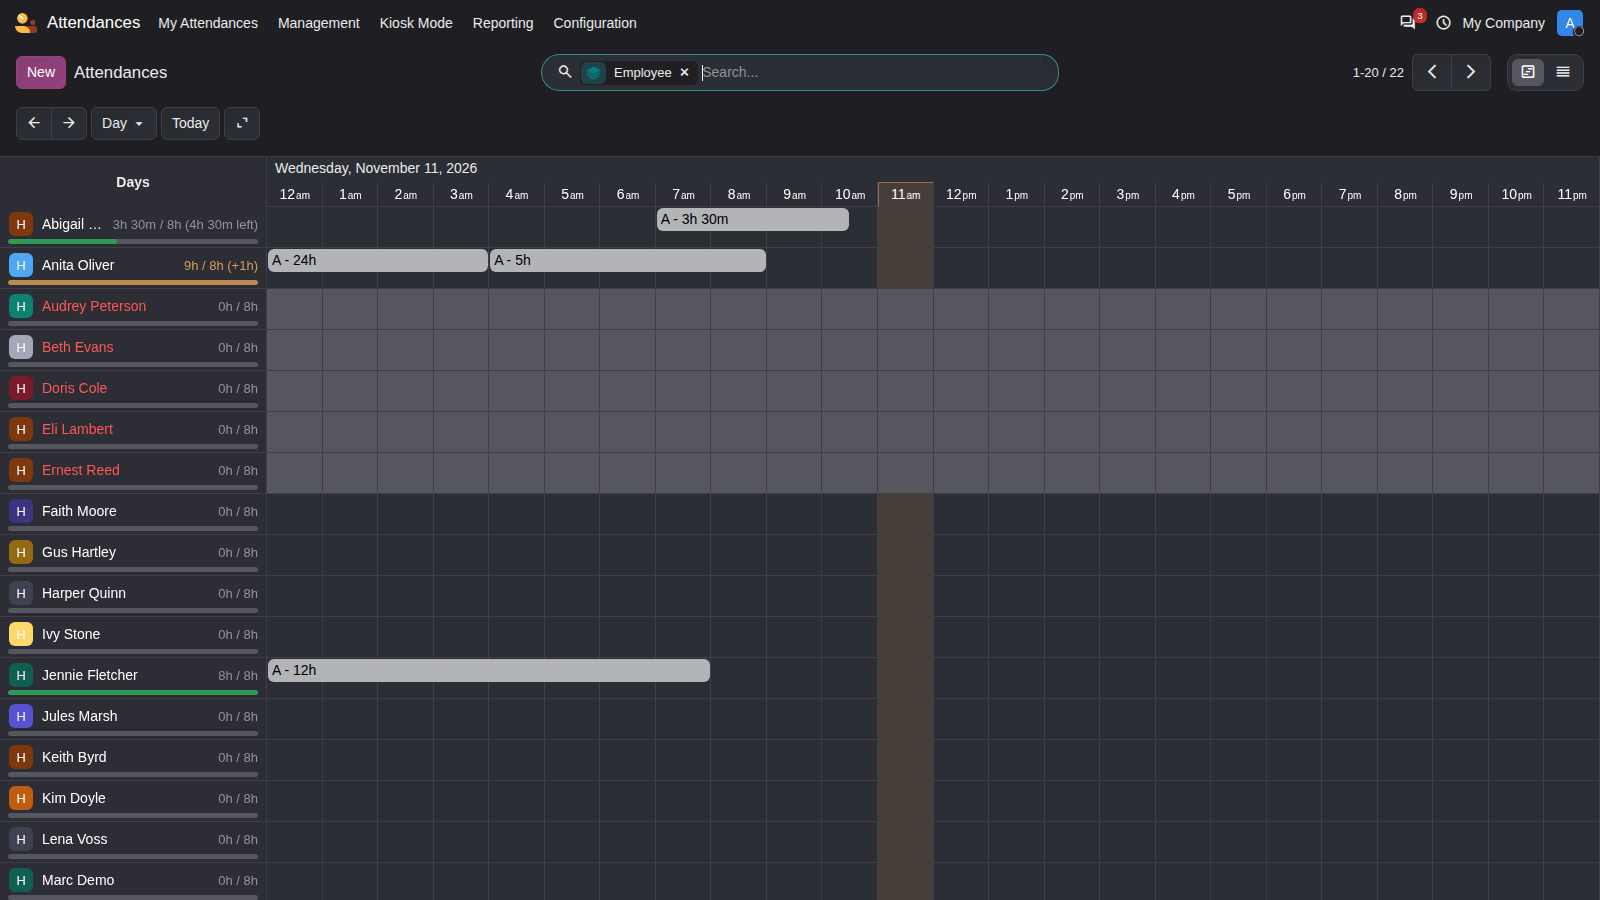 Attendances My Attendances Management Kiosk Mode Reporting Configuration 3 My Company A
New Attendances Employee Search... 1-20 / 22
Day Today
Wednesday, November 11, 2026
Days
12am 1am 2am 3am 4am 5am 6am 7am 8am 9am 10am 11am 12pm 1pm 2pm 3pm 4pm 5pm 6pm 7pm 8pm 9pm 10pm 11pm
H Abigail ... 3h 30m / 8h (4h 30m left) A - 3h 30m
H Anita Oliver 9h / 8h (+1h) A - 24h A - 5h
H Audrey Peterson 0h / 8h
H Beth Evans 0h / 8h
H Doris Cole 0h / 8h
H Eli Lambert 0h / 8h
H Ernest Reed 0h / 8h
H Faith Moore 0h / 8h
H Gus Hartley 0h / 8h
H Harper Quinn 0h / 8h
H Ivy Stone 0h / 8h
H Jennie Fletcher 8h / 8h A - 12h
H Jules Marsh 0h / 8h
H Keith Byrd 0h / 8h
H Kim Doyle 0h / 8h
H Lena Voss 0h / 8h
H Marc Demo 0h / 8h